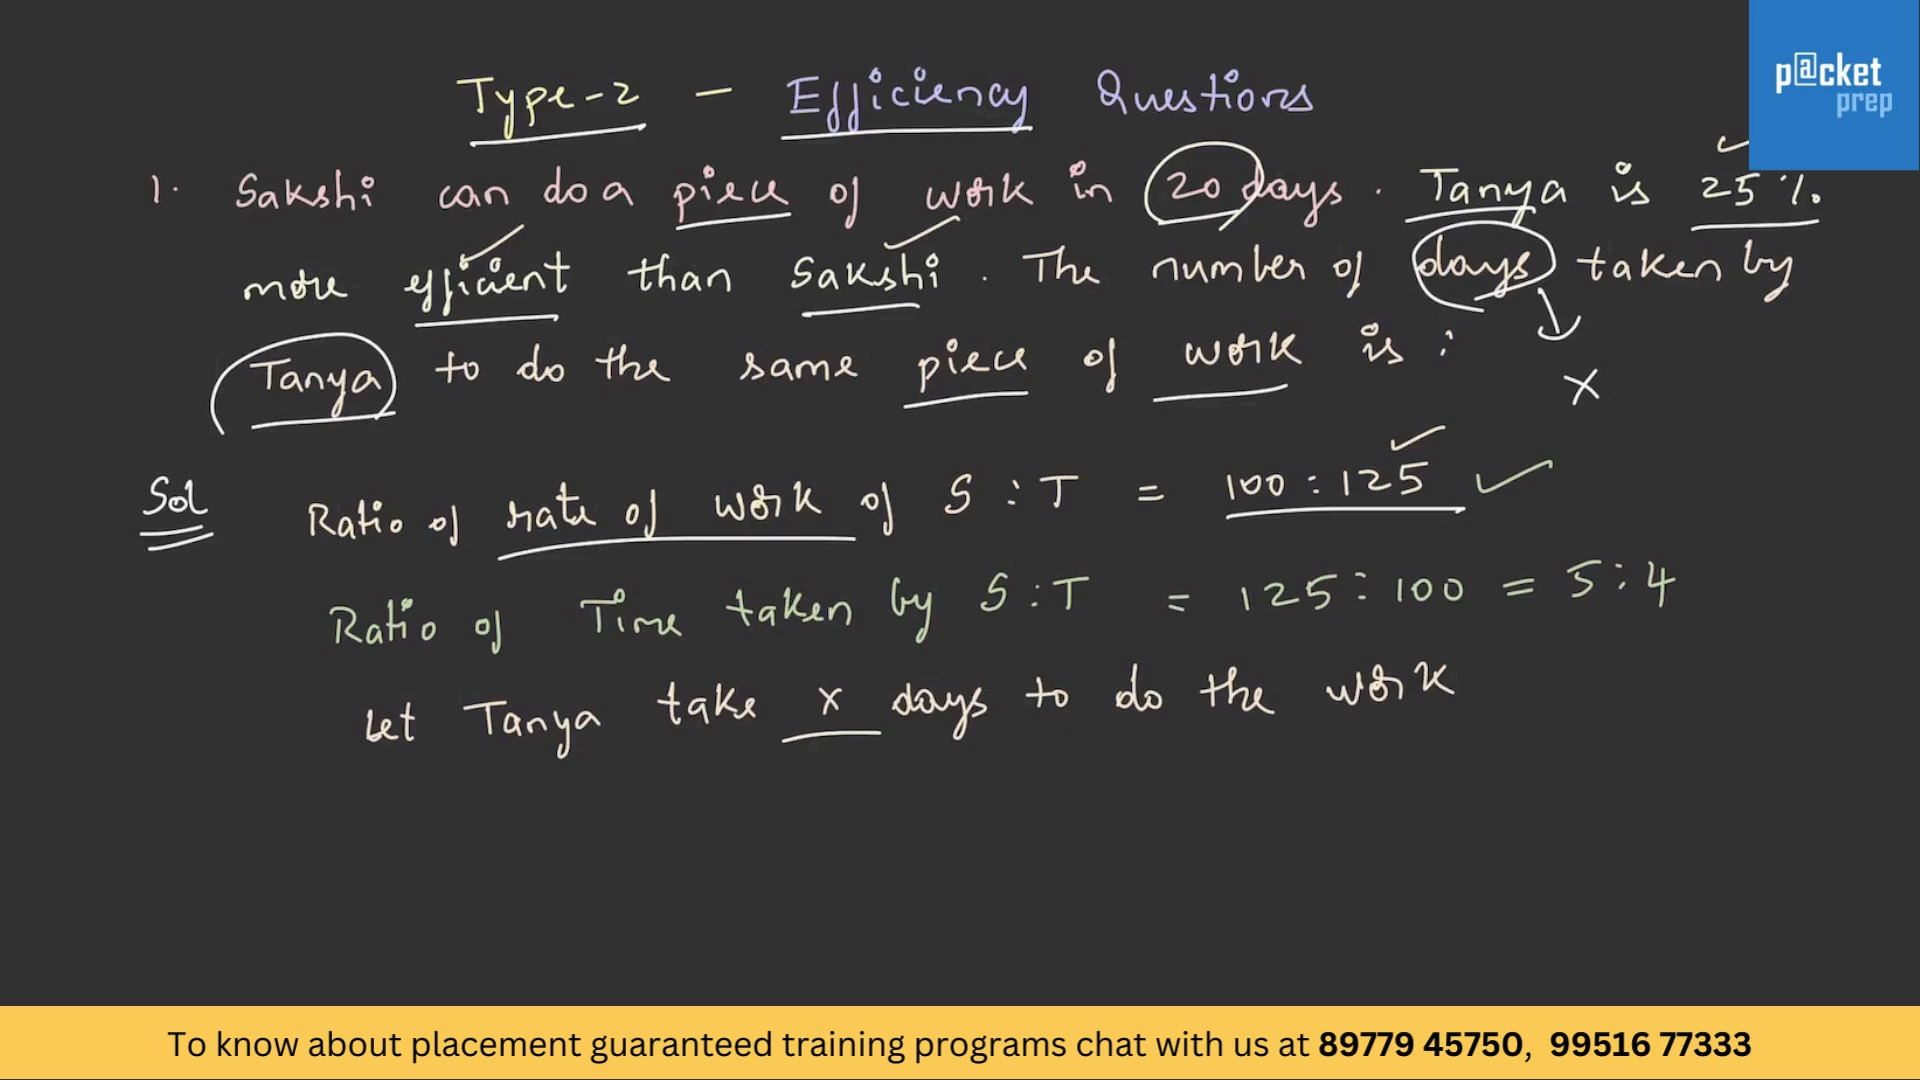 p@cket
prep
Type-2 - Efficiency Questions
1. Sakshi can do a piece of work in 20 days. Tanya is 25%
more efficient than Sakshi. The number of days taken by
Tanya to do the same piece of work is:
x
Sol Ratio of rate of work of S:T = 100:125
Ratio of Time taken by S:T = 125:100 = 5:4
Let Tanya take x days to do the work
To know about placement guaranteed training programs chat with us at 89779 45750, 99516 77333